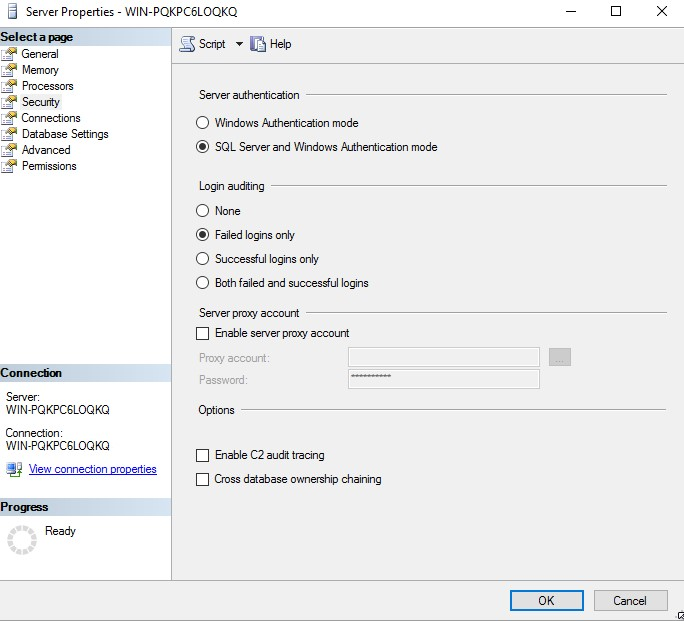 Server Properties - WIN-PQKPC6LOQKQ
Select a page
General
Memory
Processors
Security
Connections
Database Settings
Advanced
Permissions
Script
Help
Server authentication
Windows Authentication mode
SQL Server and Windows Authentication mode
Login auditing
None
Failed logins only
Successful logins only
Both failed and successful logins
Server proxy account
Enable server proxy account
Proxy account:
...
Password:
**********
Options
Enable C2 audit tracing
Cross database ownership chaining
Connection
Server:
WIN-PQKPC6LOQKQ
Connection:
WIN-PQKPC6LOQKQ
View connection properties
Progress
Ready
OK
Cancel